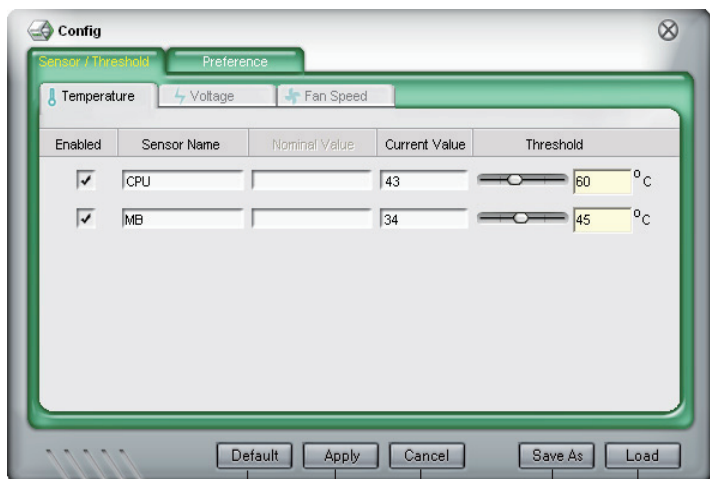 Config
Sensor / Threshold Preference
Temperature Voltage Fan Speed
Enabled Sensor Name Nominal Value Current Value Threshold
CPU 43 60 °C
MB 34 45 °C
Default Apply Cancel Save As Load